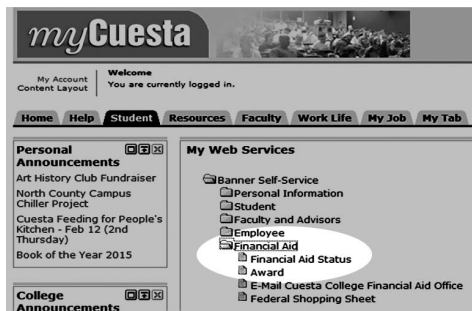 myCuesta
My Account
Content Layout
Welcome
You are currently logged in.
Home Help Student Resources Faculty Work Life My Job My Tab
Personal
Announcements
Art History Club Fundraiser
North County Campus
Chiller Project
Cuesta Feeding for People's
Kitchen - Feb 12 (2nd
Thursday)
Book of the Year 2015
College
Announcements
My Web Services
Banner Self-Service
Personal Information
Student
Faculty and Advisors
Employee
Financial Aid
Financial Aid Status
Award
E-Mail Cuesta College Financial Aid Office
Federal Shopping Sheet